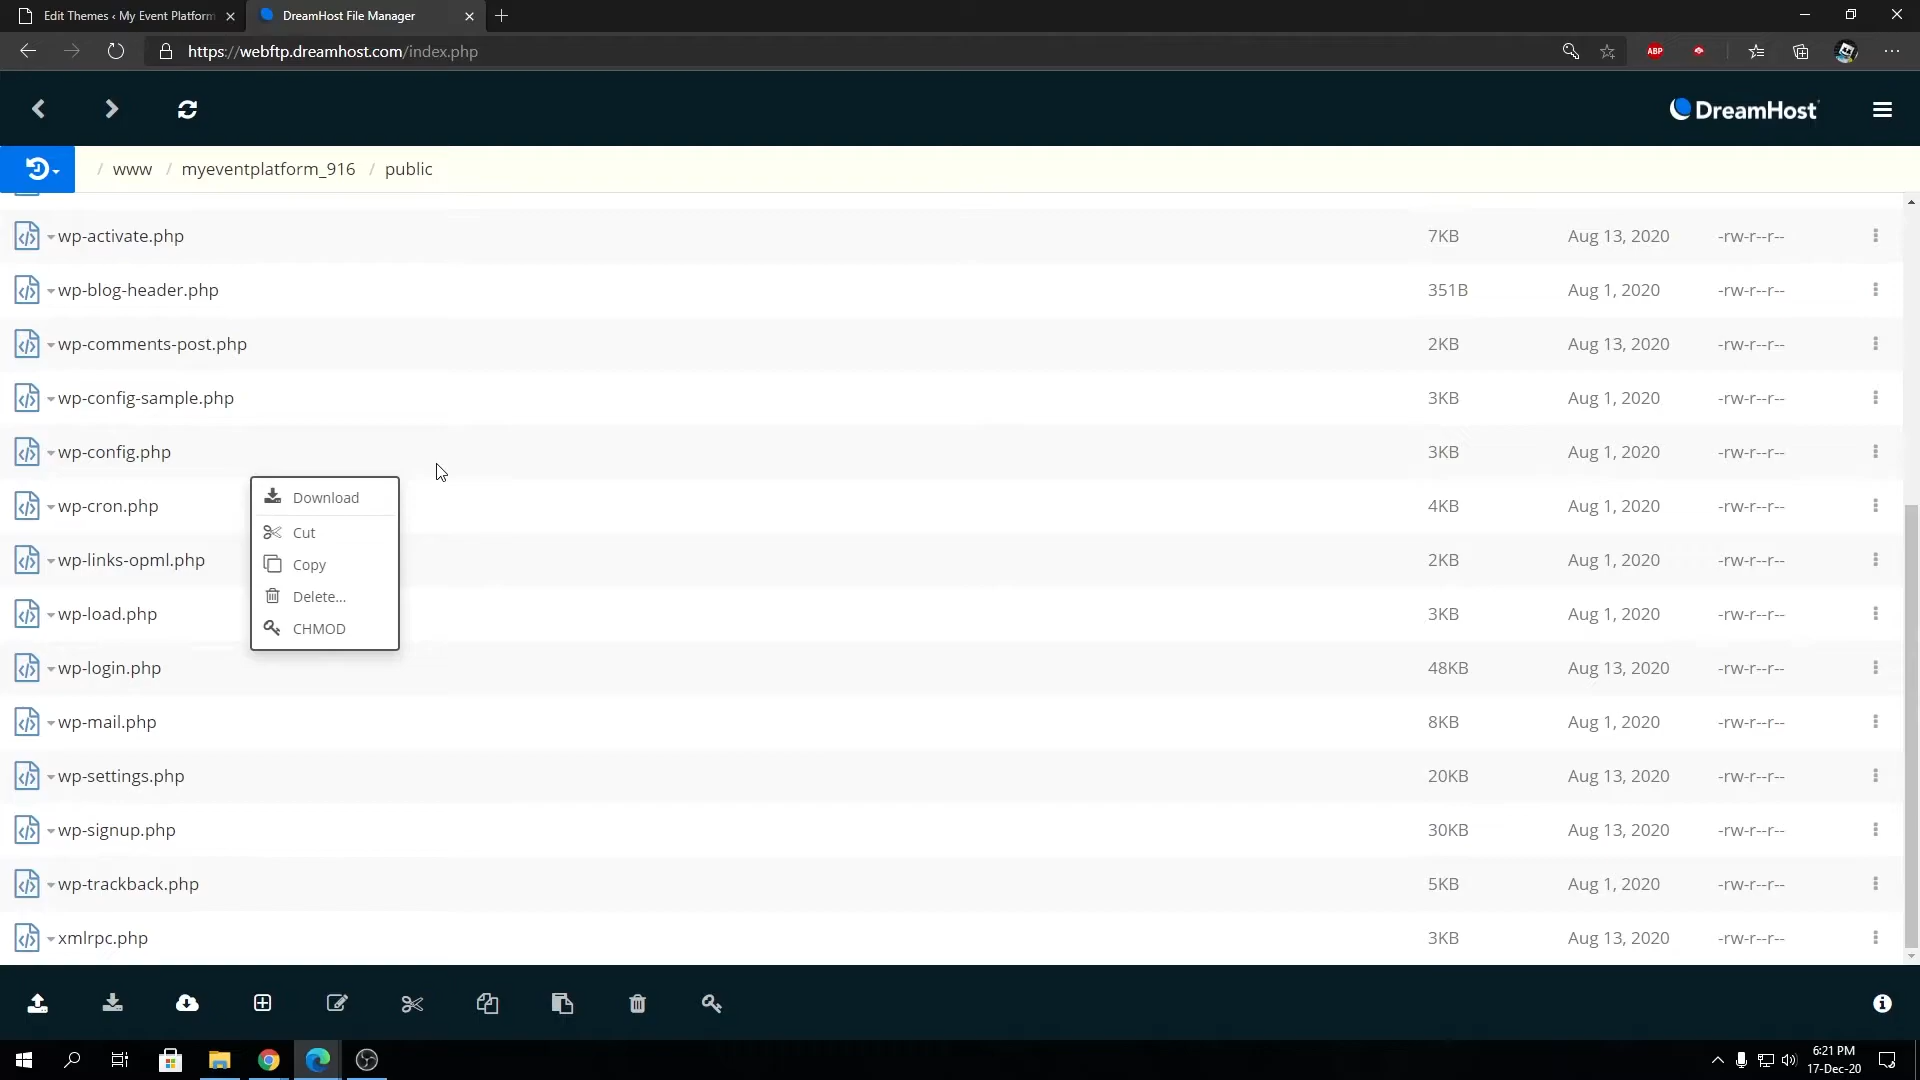 Edit Themes ‹ My Event Platform
DreamHost File Manager
https://webftp.dreamhost.com/index.php
ABP
DreamHost
/ www / myeventplatform_916 / public
wp-activate.php 7KB Aug 13, 2020 -rw-r--r--
wp-blog-header.php 351B Aug 1, 2020 -rw-r--r--
wp-comments-post.php 2KB Aug 13, 2020 -rw-r--r--
wp-config-sample.php 3KB Aug 1, 2020 -rw-r--r--
wp-config.php 3KB Aug 1, 2020 -rw-r--r--
Download
wp-cron.php 4KB Aug 1, 2020 -rw-r--r--
Cut
wp-links-opml.php 2KB Aug 1, 2020 -rw-r--r--
Copy
Delete...
wp-load.php 3KB Aug 1, 2020 -rw-r--r--
CHMOD
wp-login.php 48KB Aug 13, 2020 -rw-r--r--
wp-mail.php 8KB Aug 1, 2020 -rw-r--r--
wp-settings.php 20KB Aug 13, 2020 -rw-r--r--
wp-signup.php 30KB Aug 13, 2020 -rw-r--r--
wp-trackback.php 5KB Aug 1, 2020 -rw-r--r--
xmlrpc.php 3KB Aug 13, 2020 -rw-r--r--
6:21 PM
17-Dec-20